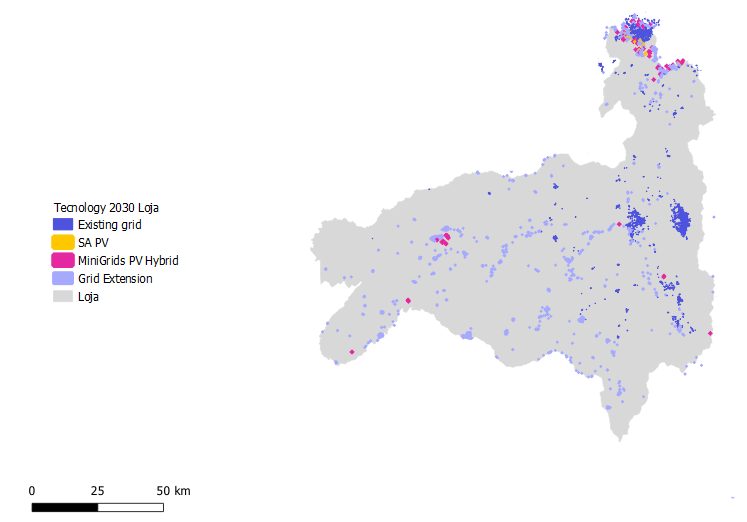 Tecnology 2030 Loja
Existing grid
SA PV
MiniGrids PV Hybrid
Grid Extension
Loja
0 25 50 km